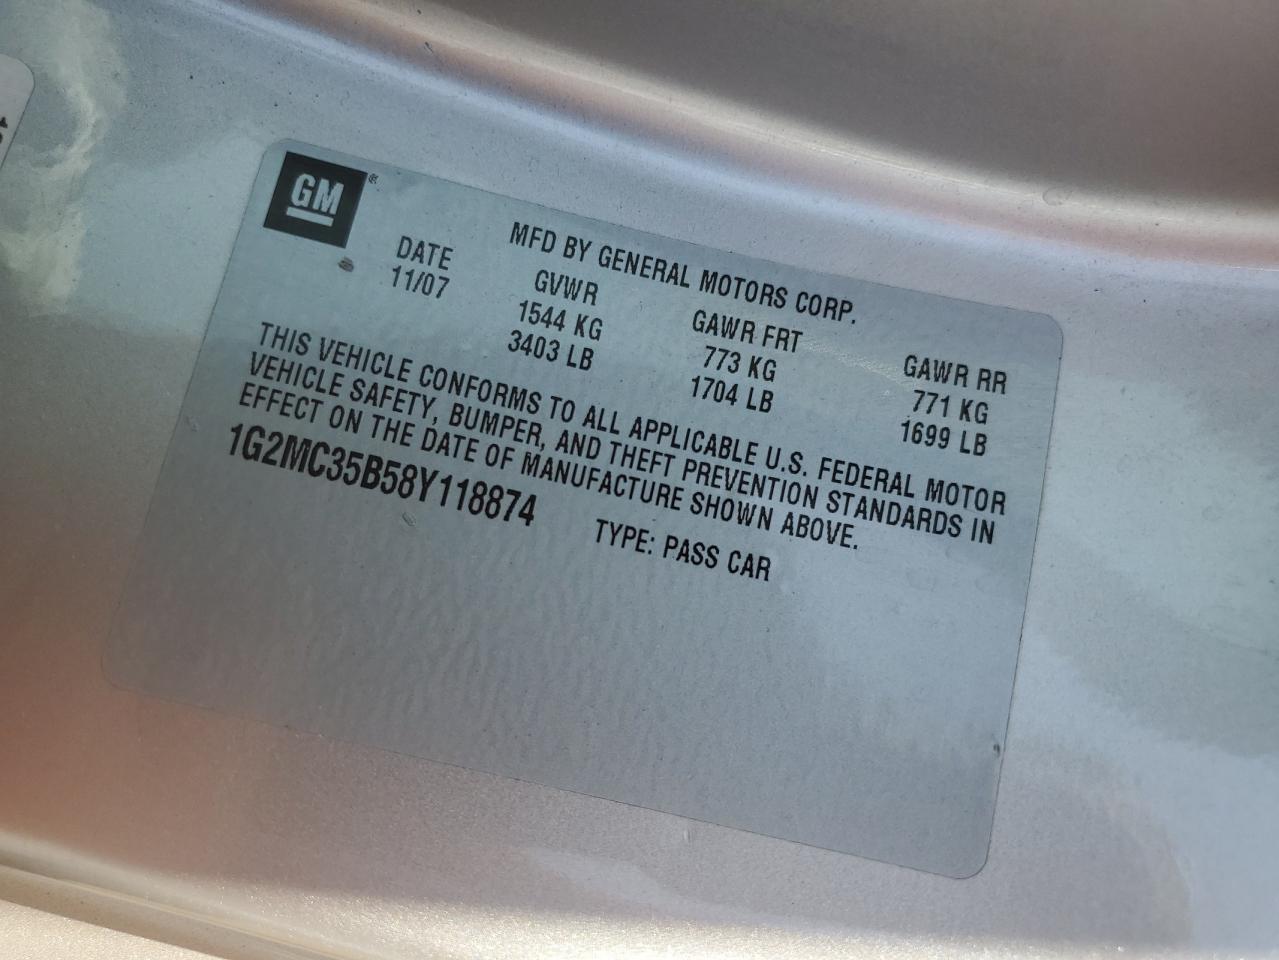 GM ®
MFD BY GENERAL MOTORS CORP.
DATE GVWR GAWR FRT GAWR RR
11/07 1544 KG 773 KG 771 KG
3403 LB 1704 LB 1699 LB
THIS VEHICLE CONFORMS TO ALL APPLICABLE U.S. FEDERAL MOTOR
VEHICLE SAFETY, BUMPER, AND THEFT PREVENTION STANDARDS IN
EFFECT ON THE DATE OF MANUFACTURE SHOWN ABOVE.
1G2MC35B58Y118874 TYPE: PASS CAR